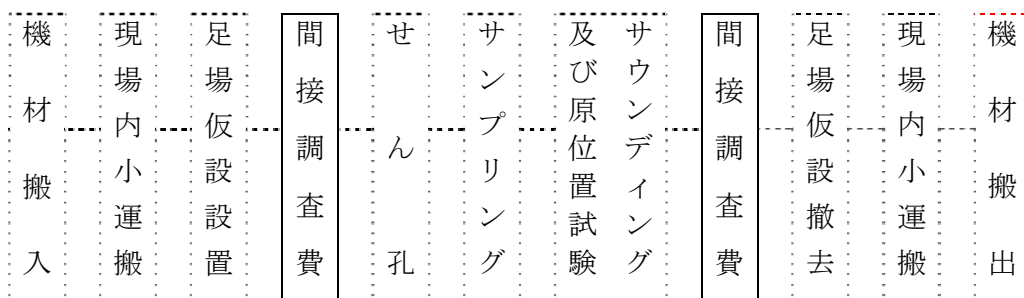 機材搬入
現場内小運搬
足場仮設設置
間接調査費
せん孔
サンプリング
サウンディング
及び原位置試験
間接調査費
足場仮設撤去
現場内小運搬
機材搬出